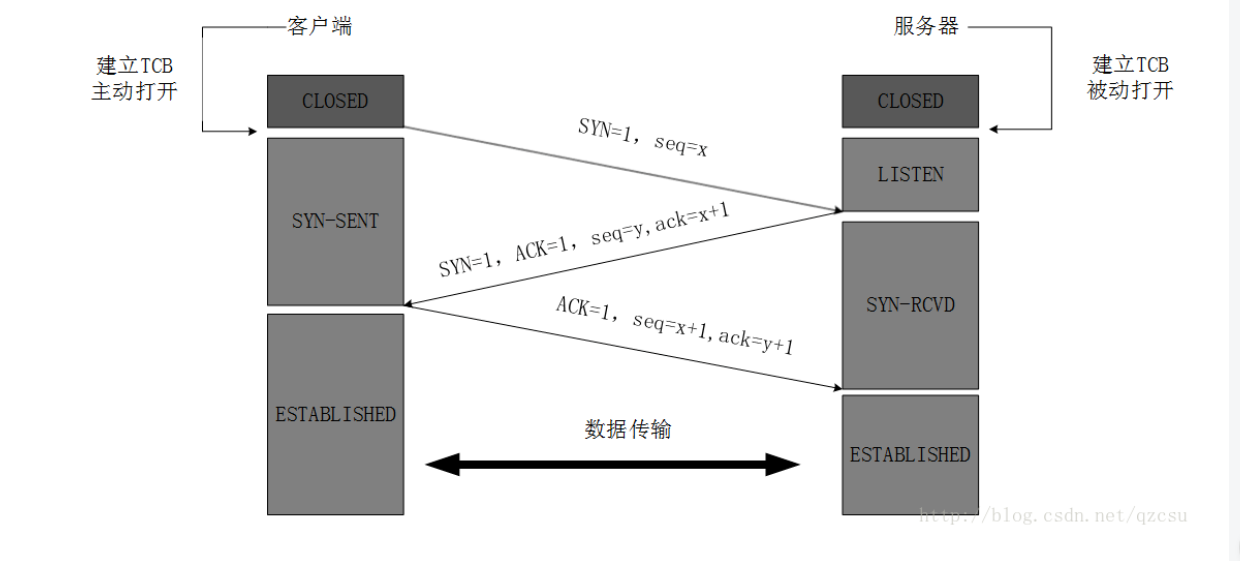 客户端
服务器
建立TCB
主动打开
建立TCB
被动打开
CLOSED
CLOSED
SYN=1, seq=x
LISTEN
SYN-SENT
SYN=1, ACK=1, seq=y,ack=x+1
SYN-RCVD
ACK=1, seq=x+1,ack=y+1
ESTABLISHED
数据传输
ESTABLISHED
http://blog.csdn.net/qzcsu